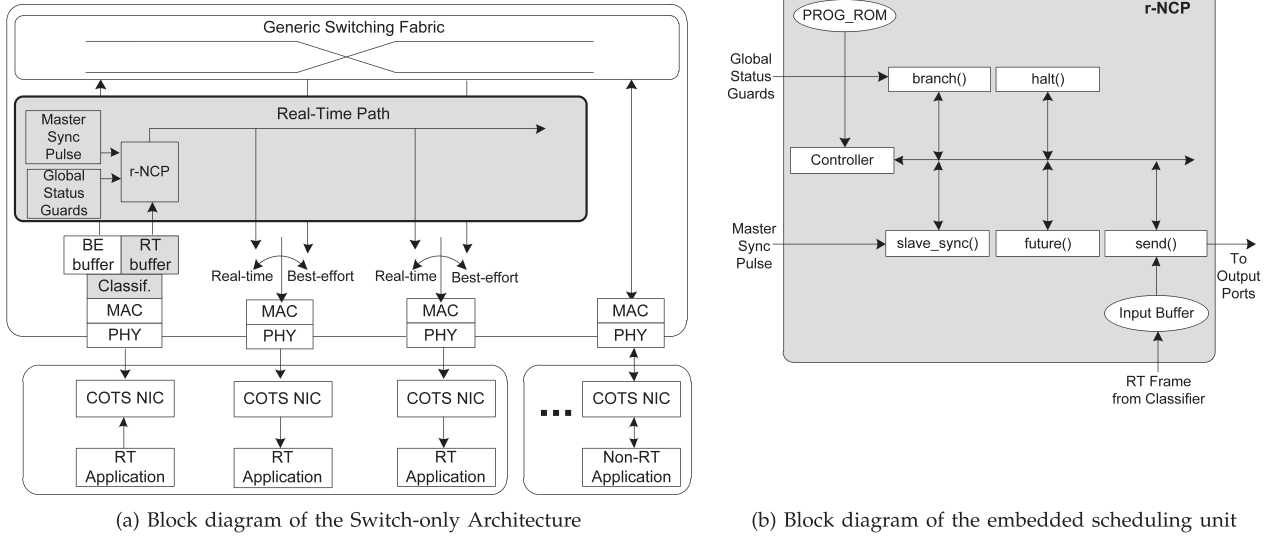 Generic Switching Fabric
Real-Time Path
Master
Sync
Pulse
r-NCP
Global
Status
Guards
BE
buffer
RT
buffer
Classif.
Real-time
Best-effort
Real-time
Best-effort
MAC
PHY
MAC
PHY
MAC
PHY
MAC
PHY
COTS NIC
COTS NIC
COTS NIC
COTS NIC
RT
Application
RT
Application
RT
Application
Non-RT
Application
(a) Block diagram of the Switch-only Architecture
r-NCP
PROG_ROM
Global
Status
Guards
branch()
halt()
Controller
Master
Sync
Pulse
slave_sync()
future()
send()
To
Output
Ports
Input Buffer
RT Frame
from Classifier
(b) Block diagram of the embedded scheduling unit